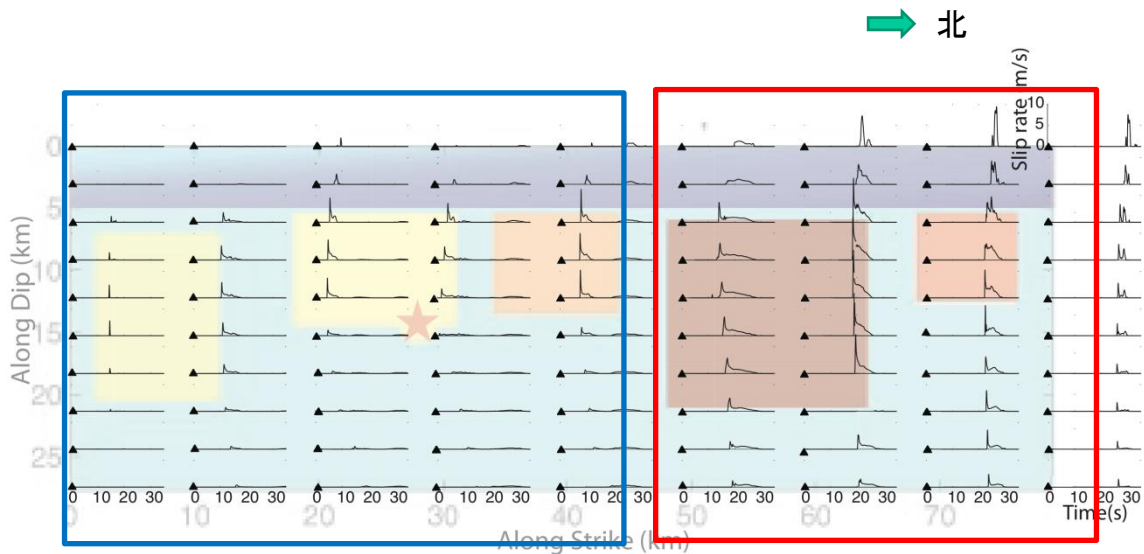 北
Slip rate (m/s)
10
5
0
0
5
10
15
20
25
Along Dip (km)
0 10 20 30 0 10 20 30 0 10 20 30 0 10 20 30 0 10 20 30 0 10 20 30 0 10 20 30 0 10 20 30 0 10 20 30
Time(s)
0 10 20 30 40 50 60 70
Along Strike (km)